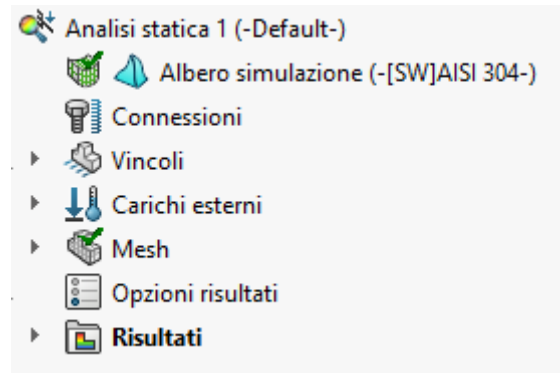 Analisi statica 1 (-Default-)
Albero simulazione (-[SW]AISI 304-)
Connessioni
Vincoli
Carichi esterni
Mesh
Opzioni risultati
Risultati